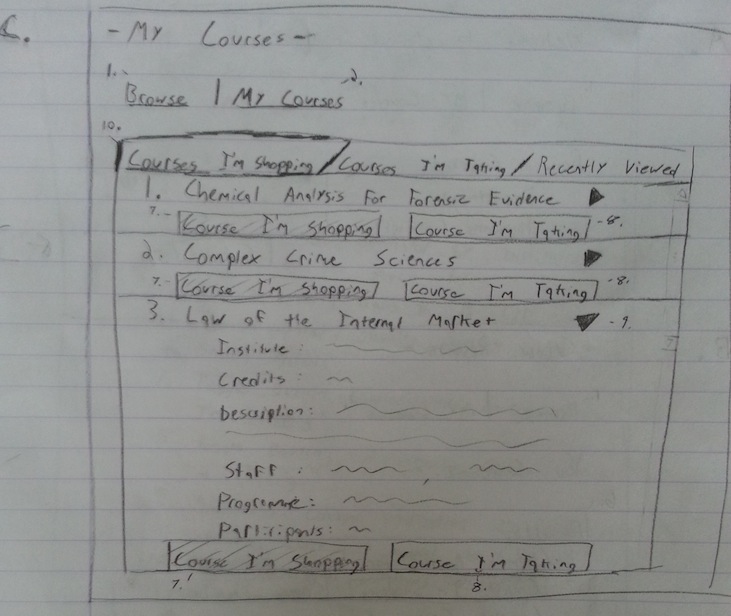 C. - My Courses -
1. 2.
Browse | My Courses
10.
Courses I'm Shopping / Courses I'm Taking / Recently Viewed
1. Chemical Analysis For Forensic Evidence
7. - Course I'm Shopping Course I'm Taking - 8.
2. Complex Crime Sciences
7. - Course I'm Shopping Course I'm Taking - 8.
3. Law of the Internal Market - 9.
Institute:
Credits:
Description:
Staff: ,
Programme:
Participants:
Course I'm Shopping Course I'm Taking
7. 8.